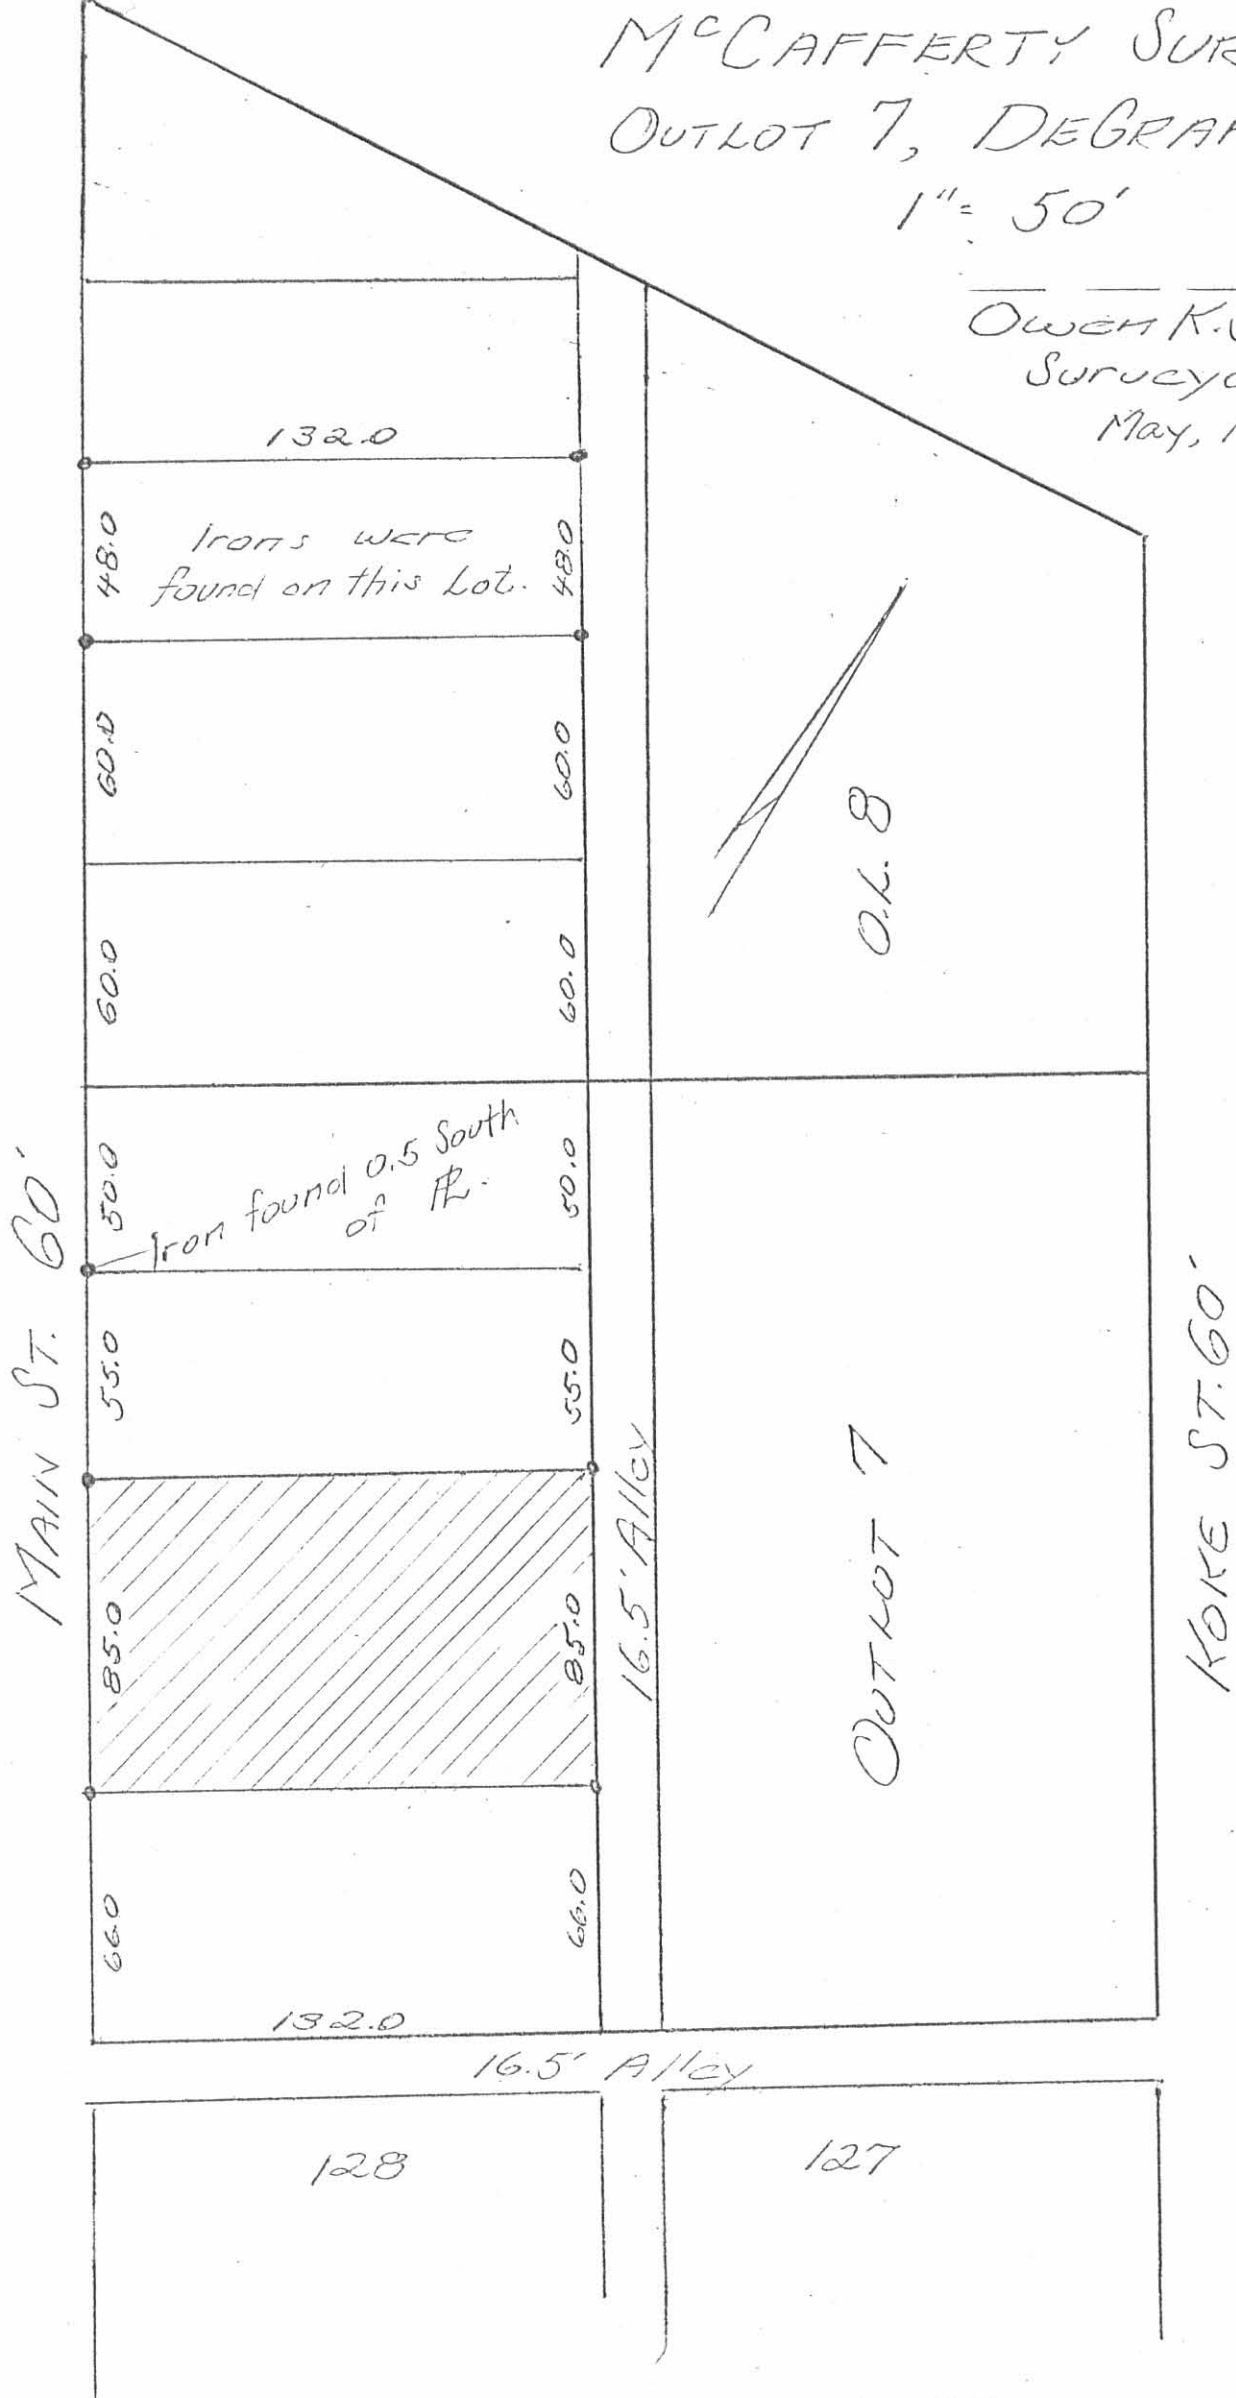 McCAFFERTY SUR
OUTLOT 7, DEGRAF
1" = 50'
Owen K.
Surveyo
May, 1
132.0
48.0
Irons were
found on this Lot.
48.0
60.0
60.0
O.L. 8
60.0
60.0
50.0
Iron found 0.5 South
of PL.
50.0
MAIN ST. 60'
55.0
55.0
KOKE ST. 60'
85.0
85.0
16.5' Alley
OUTLOT 7
66.0
66.0
132.0
16.5' Alley
128
127